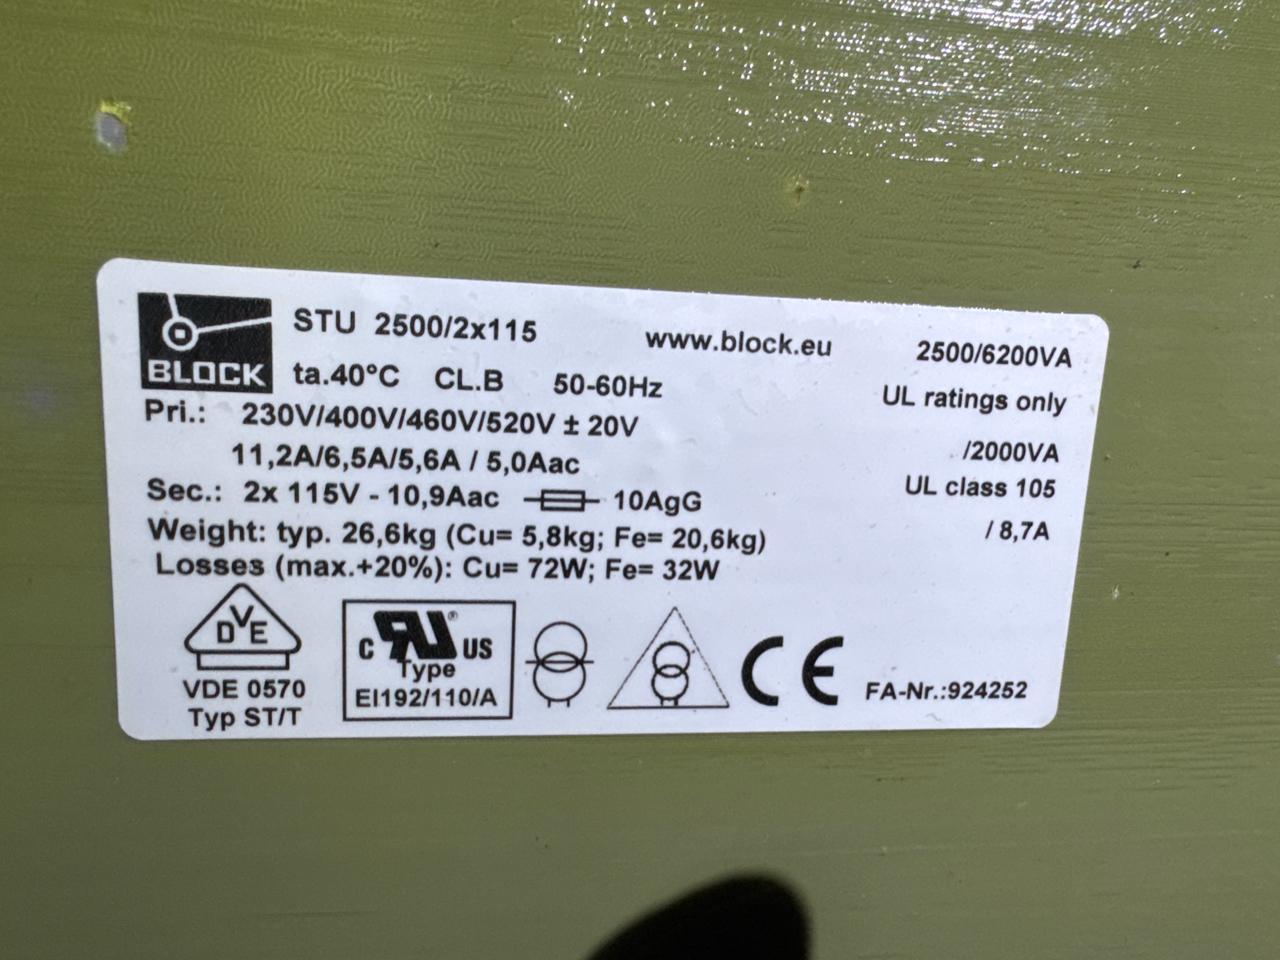 BLOCK
STU 2500/2x115 www.block.eu 2500/6200VA
ta.40°C CL.B 50-60Hz UL ratings only
Pri.: 230V/400V/460V/520V ± 20V
11,2A/6,5A/5,6A / 5,0Aac /2000VA
Sec.: 2x 115V - 10,9Aac 10AgG UL class 105
Weight: typ. 26,6kg (Cu= 5,8kg; Fe= 20,6kg) / 8,7A
Losses (max.+20%): Cu= 72W; Fe= 32W
DVE
VDE 0570
Typ ST/T
C RU® US
Type
EI192/110/A
CE
FA-Nr.:924252